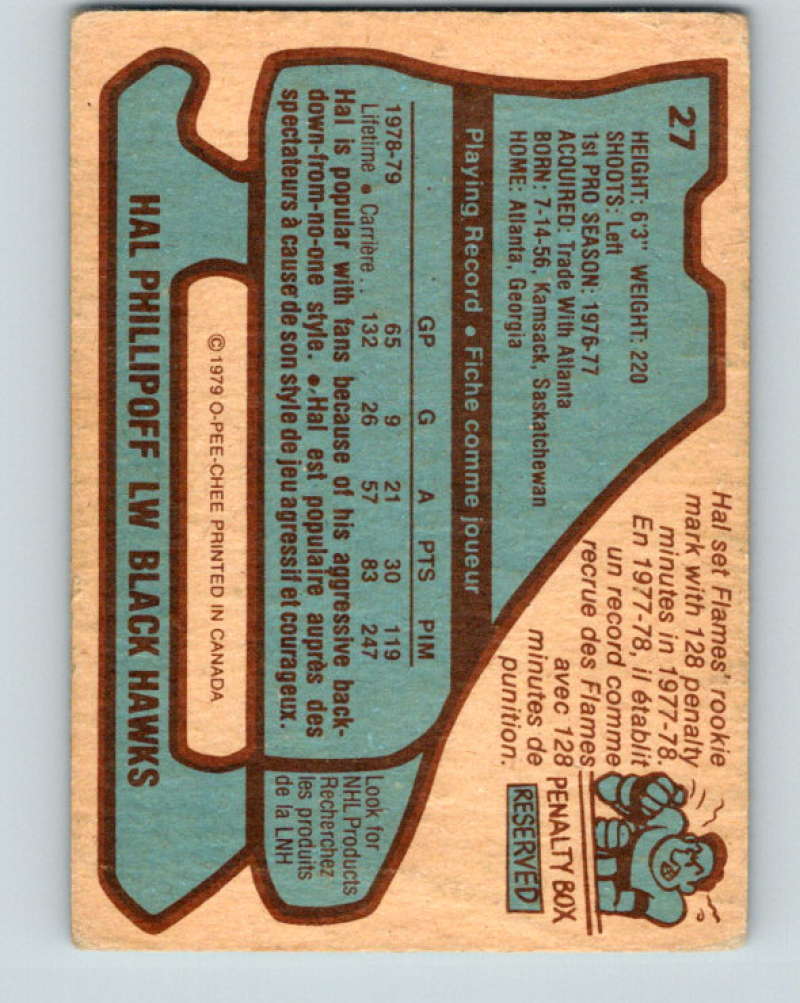 27
HEIGHT: 6'3" WEIGHT: 220
SHOOTS: Left
1st PRO SEASON: 1976-77
ACQUIRED: Trade With Atlanta
BORN: 7-14-56, Kamsack, Saskatchewan
HOME: Atlanta, Georgia
Hal set Flames' rookie
mark with 128 penalty
minutes in 1977-78.
En 1977-78, il établit
un record comme
recrue des Flames
avec 128
minutes de
punition.
PENALTY BOX
RESERVED
Playing Record • Fiche comme joueur
GP G A PTS PIM
1978-79 65 9 21 30 119
Lifetime • Carrière . . 132 26 57 83 247
Hal is popular with fans because of his aggressive back-
down-from-no-one style. • Hal est populaire auprès des
spectateurs à cause de son style de jeu agressif et courageux.
Look for
NHL Products
Recherchez
les produits
de la LNH
©1979 O-PEE-CHEE PRINTED IN CANADA
HAL PHILLIPOFF LW BLACK HAWKS